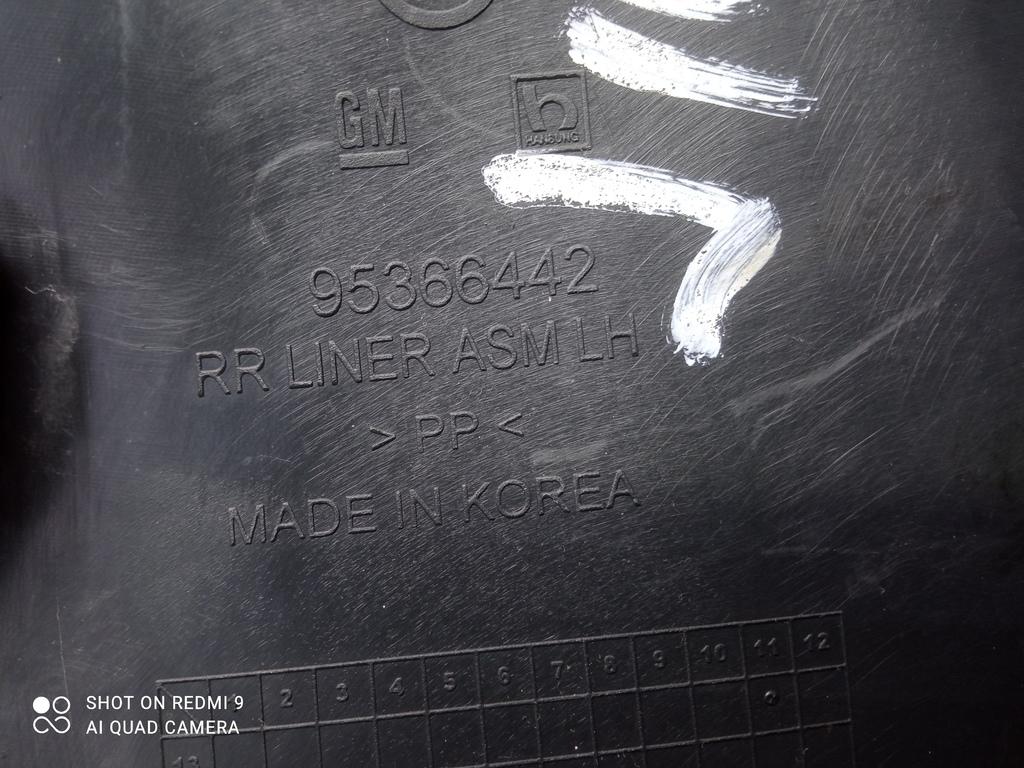 GM
HANSUNG
95366442
RR LINER ASM LH
> PP <
MADE IN KOREA
2 3 4 5 6 7 8 9 10 11 12
13
SHOT ON REDMI 9
AI QUAD CAMERA